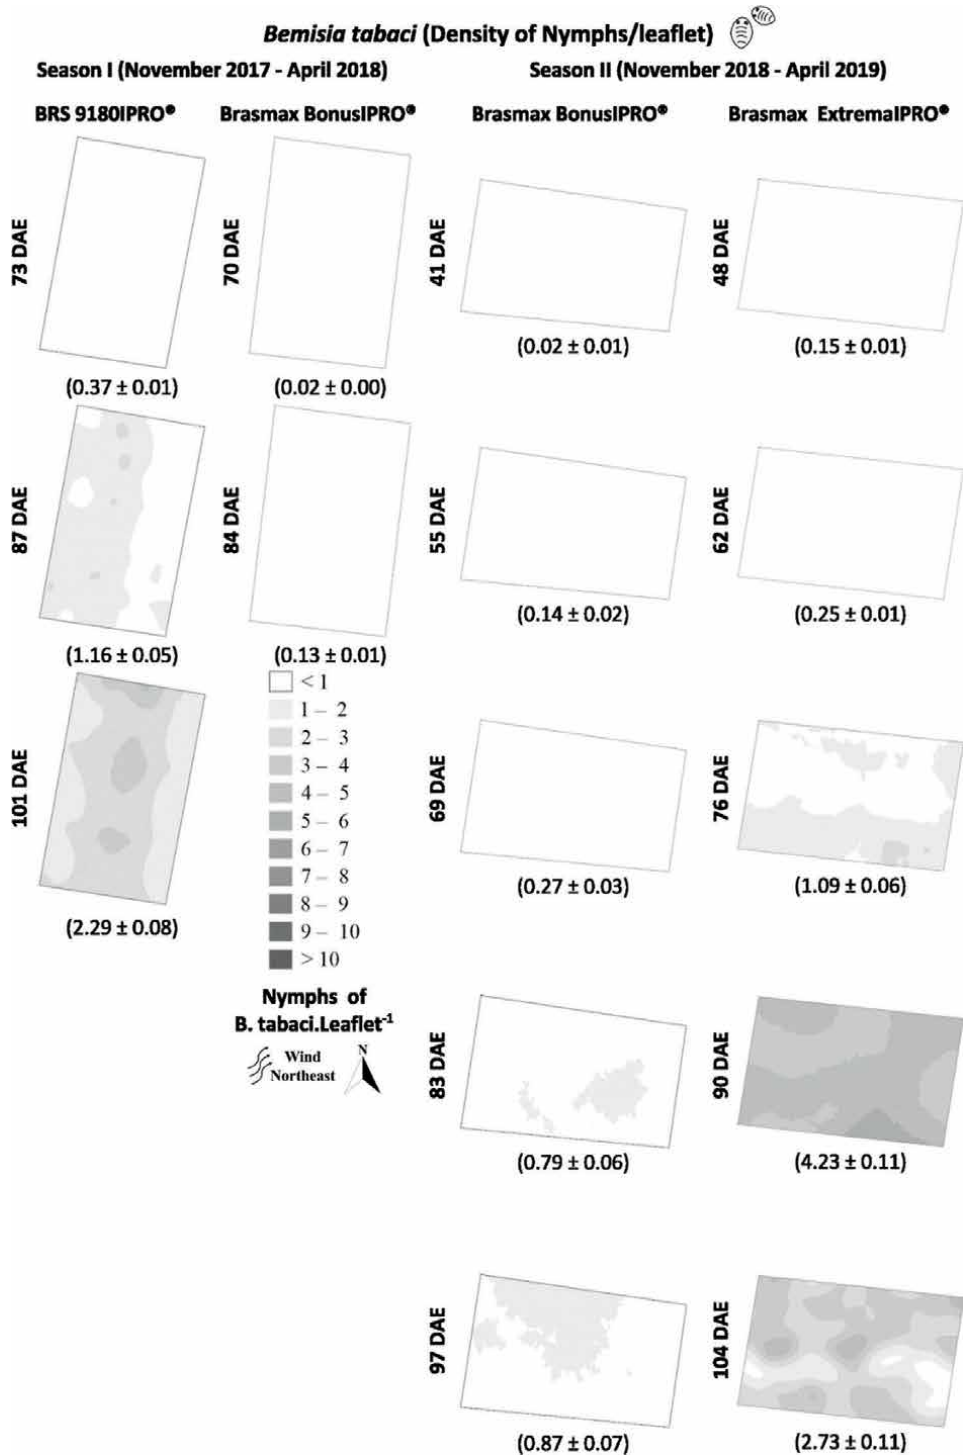 Bemisia tabaci (Density of Nymphs/leaflet)
Season I (November 2017 - April 2018)
Season II (November 2018 - April 2019)
BRS 9180IPRO®
Brasmax BonusIPRO®
Brasmax BonusIPRO®
Brasmax ExtremaIPRO®
73 DAE
70 DAE
41 DAE
48 DAE
(0.37 ± 0.01)
(0.02 ± 0.00)
(0.02 ± 0.01)
(0.15 ± 0.01)
87 DAE
84 DAE
55 DAE
62 DAE
(1.16 ± 0.05)
(0.13 ± 0.01)
(0.14 ± 0.02)
(0.25 ± 0.01)
101 DAE
69 DAE
76 DAE
(2.29 ± 0.08)
(0.27 ± 0.03)
(1.09 ± 0.06)
< 1
1 – 2
2 – 3
3 – 4
4 – 5
5 – 6
6 – 7
7 – 8
8 – 9
9 – 10
> 10
Nymphs of
B. tabaci.Leaflet⁻¹
Wind
Northeast
N
83 DAE
90 DAE
(0.79 ± 0.06)
(4.23 ± 0.11)
97 DAE
104 DAE
(0.87 ± 0.07)
(2.73 ± 0.11)